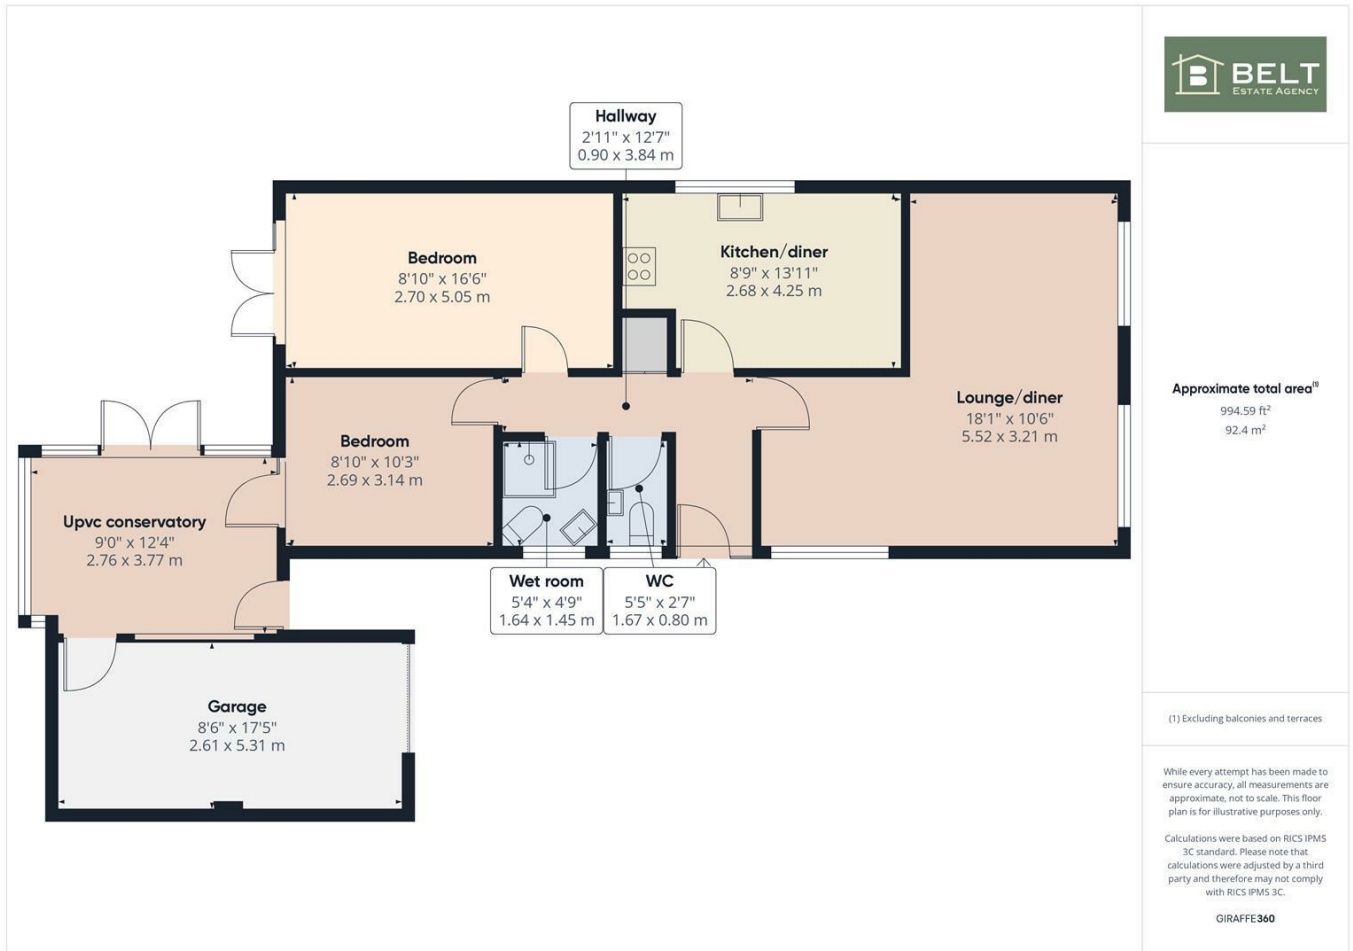 Hallway
2'11" x 12'7"
0.90 x 3.84 m
Bedroom
8'10" x 16'6"
2.70 x 5.05 m
Kitchen/diner
8'9" x 13'11"
2.68 x 4.25 m
Lounge/diner
18'1" x 10'6"
5.52 x 3.21 m
Bedroom
8'10" x 10'3"
2.69 x 3.14 m
Upvc conservatory
9'0" x 12'4"
2.76 x 3.77 m
Wet room
5'4" x 4'9"
1.64 x 1.45 m
WC
5'5" x 2'7"
1.67 x 0.80 m
Garage
8'6" x 17'5"
2.61 x 5.31 m
B BELT
ESTATE AGENCY
Approximate total area(1)
994.59 ft²
92.4 m²
(1) Excluding balconies and terraces
While every attempt has been made to
ensure accuracy, all measurements are
approximate, not to scale. This floor
plan is for illustrative purposes only.
Calculations were based on RICS IPMS
3C standard. Please note that
calculations were adjusted by a third
party and therefore may not comply
with RICS IPMS 3C.
GIRAFFE360